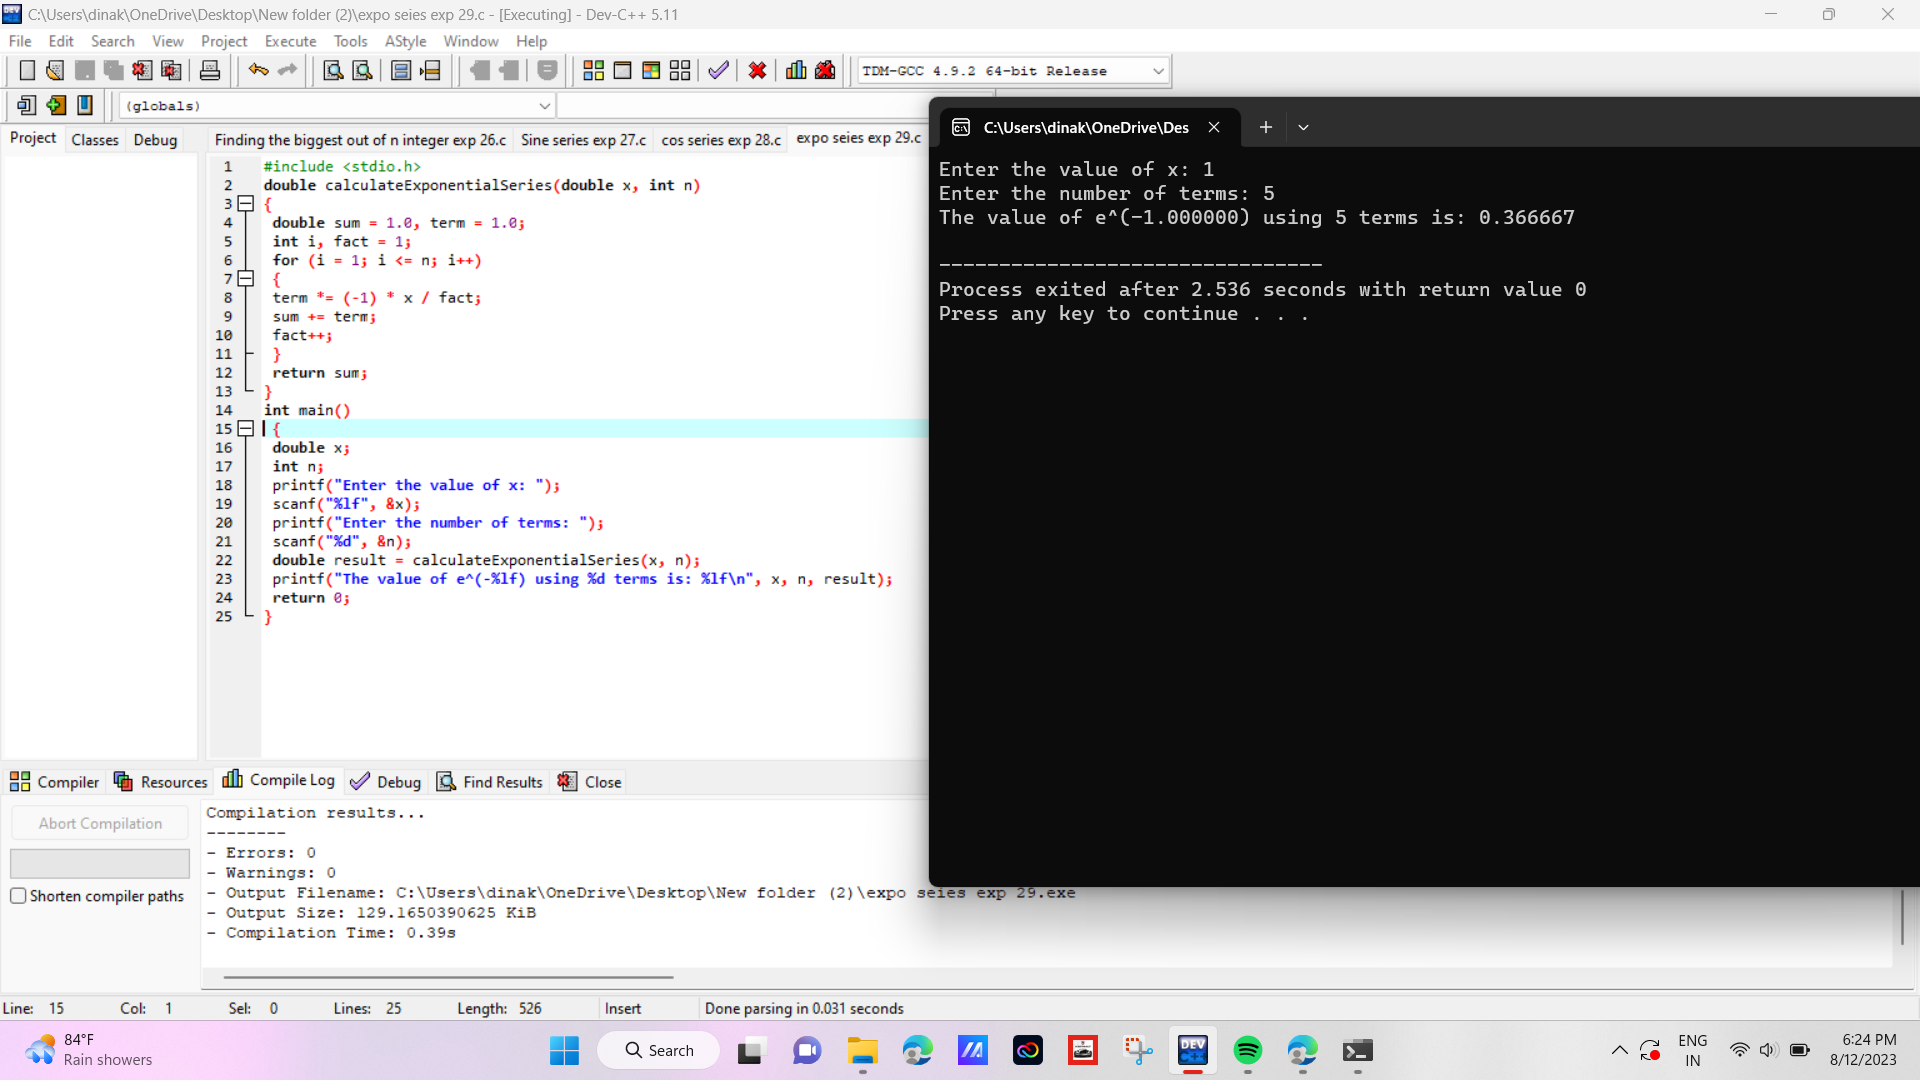 C:\Users\dinak\OneDrive\Desktop\New folder (2)\expo seies exp 29.c - [Executing] - Dev-C++ 5.11
File Edit Search View Project Execute Tools AStyle Window Help
TDM-GCC 4.9.2 64-bit Release
(globals)
Project Classes Debug
Finding the biggest out of n integer exp 26.c Sine series exp 27.c cos series exp 28.c expo seies exp 29.c
1 #include <stdio.h>
2 double calculateExponentialSeries(double x, int n)
3 {
4 double sum = 1.0, term = 1.0;
5 int i, fact = 1;
6 for (i = 1; i <= n; i++)
7 {
8 term *= (-1) * x / fact;
9 sum += term;
10 fact++;
11 }
12 return sum;
13 }
14 int main()
15 {
16 double x;
17 int n;
18 printf("Enter the value of x: ");
19 scanf("%lf", &x);
20 printf("Enter the number of terms: ");
21 scanf("%d", &n);
22 double result = calculateExponentialSeries(x, n);
23 printf("The value of e^(-%lf) using %d terms is: %lf\n", x, n, result);
24 return 0;
25 }
C:\Users\dinak\OneDrive\Des
Enter the value of x: 1
Enter the number of terms: 5
The value of e^(-1.000000) using 5 terms is: 0.366667
--------------------------------
Process exited after 2.536 seconds with return value 0
Press any key to continue . . .
Compiler Resources Compile Log Debug Find Results Close
Abort Compilation
Shorten compiler paths
Compilation results...
--------
- Errors: 0
- Warnings: 0
- Output Filename: C:\Users\dinak\OneDrive\Desktop\New folder (2)\expo seies exp 29.exe
- Output Size: 129.1650390625 KiB
- Compilation Time: 0.39s
Line: 15 Col: 1 Sel: 0 Lines: 25 Length: 526 Insert Done parsing in 0.031 seconds
84°F
Rain showers
Search
DEV C++
ENG
IN
6:24 PM
8/12/2023